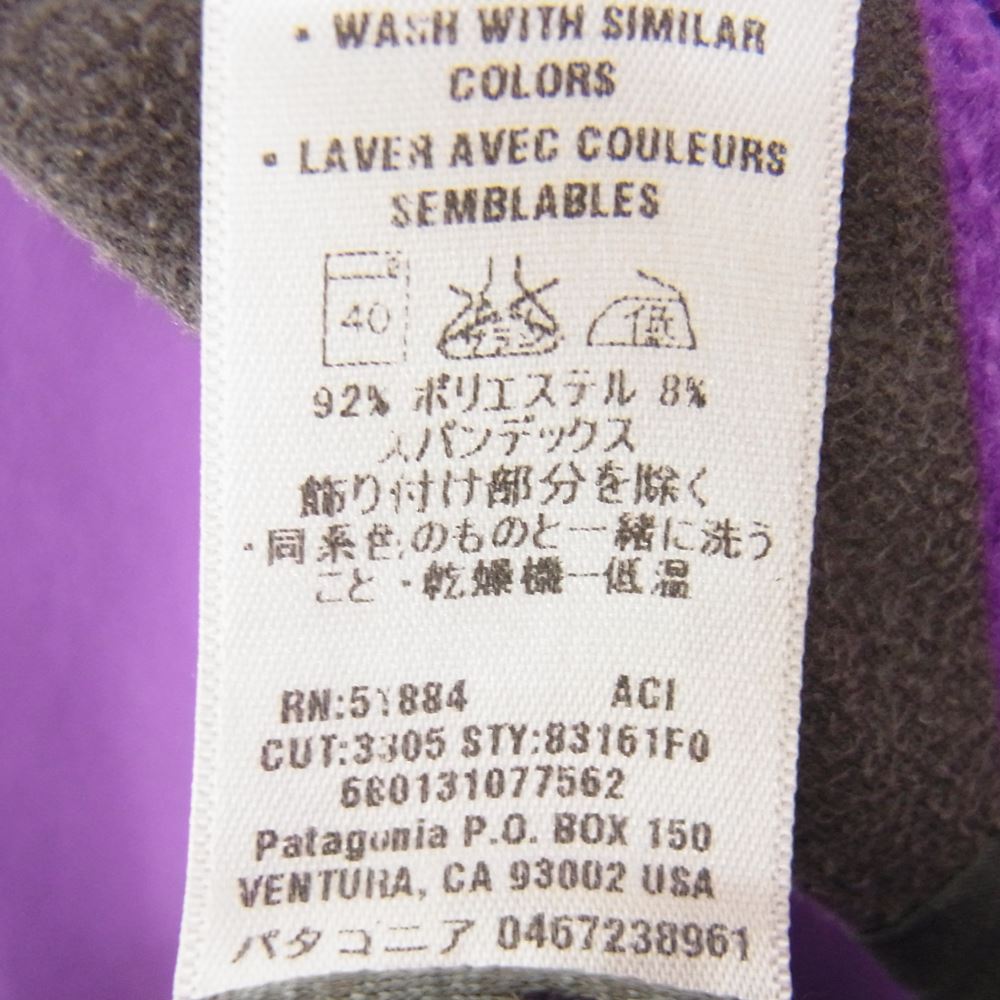 • WASH WITH SIMILAR
COLORS
• LAVER AVEC COULEURS
SEMBLABLES
40 低
92% ポリエステル 8%
スパンデックス
飾り付け部分を除く
・同系色のものと一緒に洗う
こと・乾燥機一低温
RN:51884 ACI
CUT:3305 STY:83161F0
Patagonia P.O. BOX 150
VENTURA, CA 93002 USA
パタゴニア 0467238961